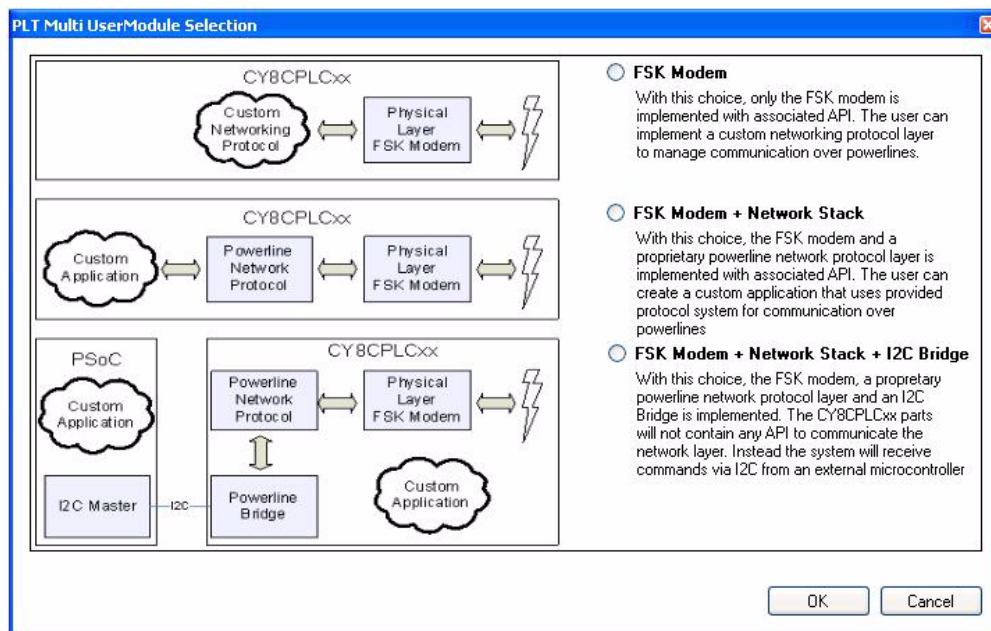 PLT Multi UserModule Selection
CY8CPLCxx
Custom
Networking
Protocol
Physical
Layer
FSK Modem
FSK Modem
With this choice, only the FSK modem is
implemented with associated API. The user can
implement a custom networking protocol layer
to manage communication over powerlines.
CY8CPLCxx
Custom
Application
Powerline
Network
Protocol
Physical
Layer
FSK Modem
FSK Modem + Network Stack
With this choice, the FSK modem and a
proprietary powerline network protocol layer is
implemented with associated API. The user can
create a custom application that uses provided
protocol system for communication over
powerlines
PSoC
Custom
Application
I2C Master
I2C
CY8CPLCxx
Powerline
Network
Protocol
Physical
Layer
FSK Modem
Powerline
Bridge
Custom
Application
FSK Modem + Network Stack + I2C Bridge
With this choice, the FSK modem, a propretary
powerline network protocol layer and an I2C
Bridge is implemented. The CY8CPLCxx parts
will not contain any API to communicate the
network layer. Instead the system will receive
commands via I2C from an external microcontroller
OK
Cancel